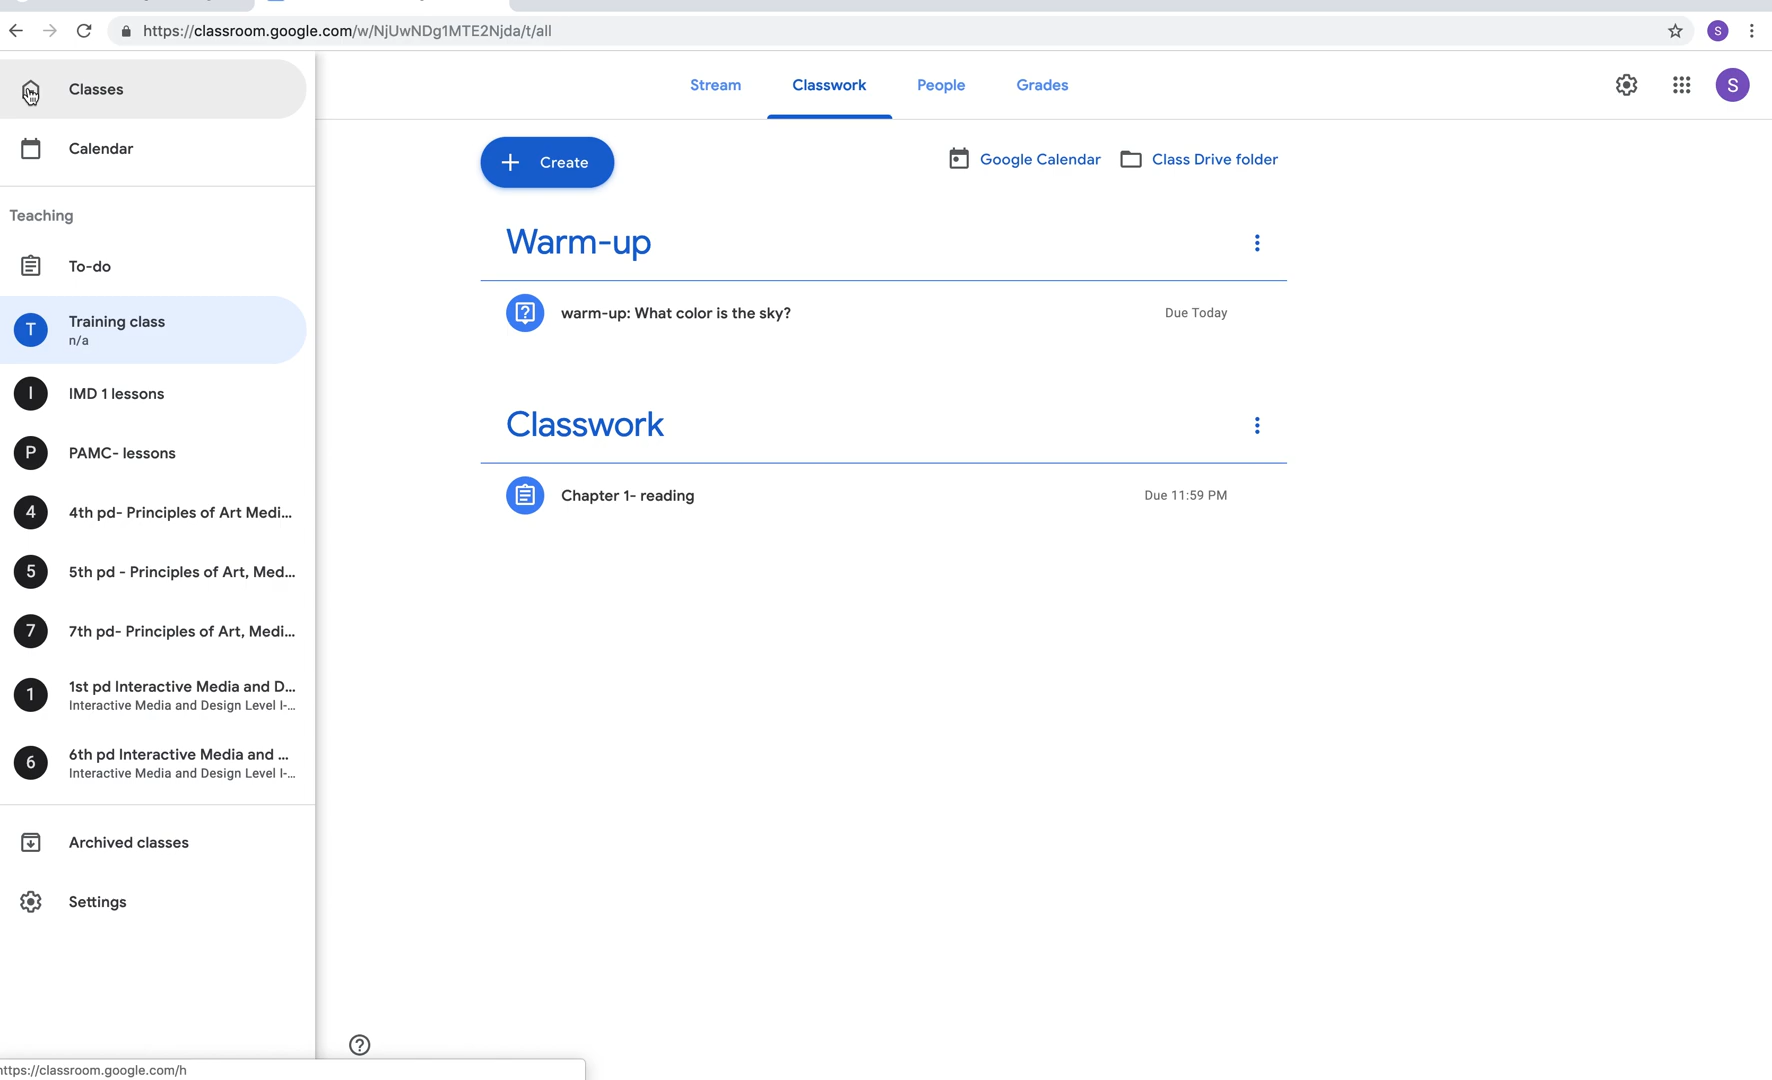 https://classroom.google.com/w/NjUwNDg1MTE2Njda/t/all
S
Classes
Calendar
Teaching
To-do
T
Training class
n/a
I
IMD 1 lessons
P
PAMC- lessons
4
4th pd- Principles of Art Medi...
5
5th pd - Principles of Art, Med...
7
7th pd- Principles of Art, Medi...
1
1st pd Interactive Media and D...
Interactive Media and Design Level I-...
6
6th pd Interactive Media and ...
Interactive Media and Design Level I-...
Archived classes
Settings
Stream
Classwork
People
Grades
S
Create
Google Calendar
Class Drive folder
Warm-up
warm-up: What color is the sky?
Due Today
Classwork
Chapter 1- reading
Due 11:59 PM
https://classroom.google.com/h